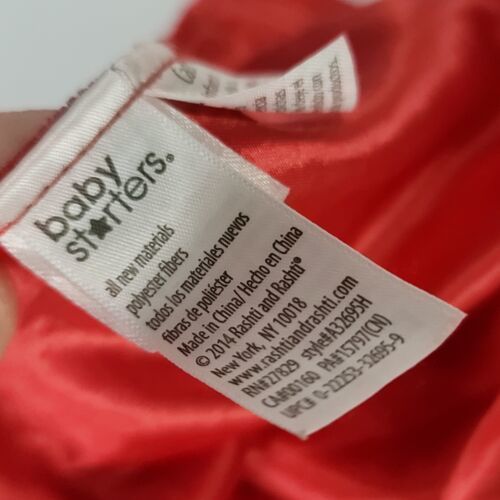 baby
starters®
all new materials
polyester fibers
todos los materiales nuevos
fibras de poliéster
Made in China/ Hecho en China
© 2014 Rashti and Rashti®
New York, NY 10018
www.rashtiandrashti.com
RN#27829 style#A32695H
CA#00160 PA#15797(CN)
UPC# 0-22253-32695-9